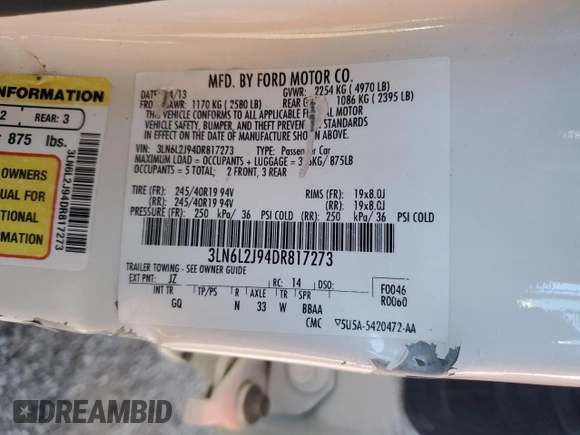 INFORMATION
2 REAR: 3
875 lbs.
OWNERS
MANUAL FOR
INFORMATION
3LN6L2J94DR817273
MFD. BY FORD MOTOR CO.
GVWR: 2254 KG ( 4970 LB)
1170 KG ( 2580 LB) REAR 1086 KG ( 2395 LB)
VEHICLE CONFORMS TO ALL APPLICABLE MOTOR
VEHICLE SAFETY, BUMPER, AND THEFT STANDARDS
IN EFFECT ON THE DATE OF MANUFACTURE SHOWN ABOVE.
VIN: 3LN6L2J94DR817273 TYPE: Passenger Car
MAXIMUM LOAD = OCCUPANTS + LUGGAGE = KG/875LB
OCCUPANTS = 5 TOTAL; 2 FRONT, 3 REAR
TIRE (FR): 245/40R19 94V RIMS (FR): 19x8.0J
(RR): 245/40R19 94V (RR): 19x8.0J
PRESSURE (FR): 250 kPa/ 36 PSI COLD (RR): 250 kPa/ 36 PSI COLD
3LN6L2J94DR817273
TRAILER TOWING - SEE OWNER GUIDE
EXT PNT: JZ RC: 14 DSO: F0046
INT TR TP/PS R AXLE TR SPR R0060
GQ N 33 W BBAA
CMC 5U5A-5420472-AA
DREAMBID